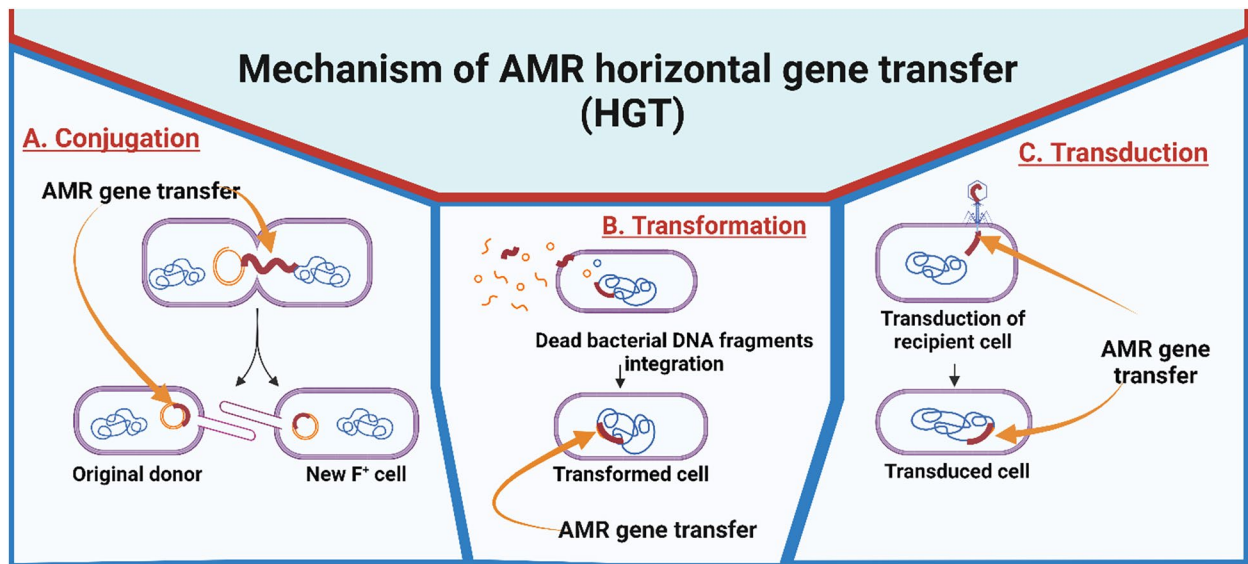 Mechanism of AMR horizontal gene transfer
(HGT)
A. Conjugation
AMR gene transfer
Original donor
New F⁺ cell
B. Transformation
Dead bacterial DNA fragments
integration
Transformed cell
AMR gene transfer
C. Transduction
Transduction of
recipient cell
AMR gene
transfer
Transduced cell